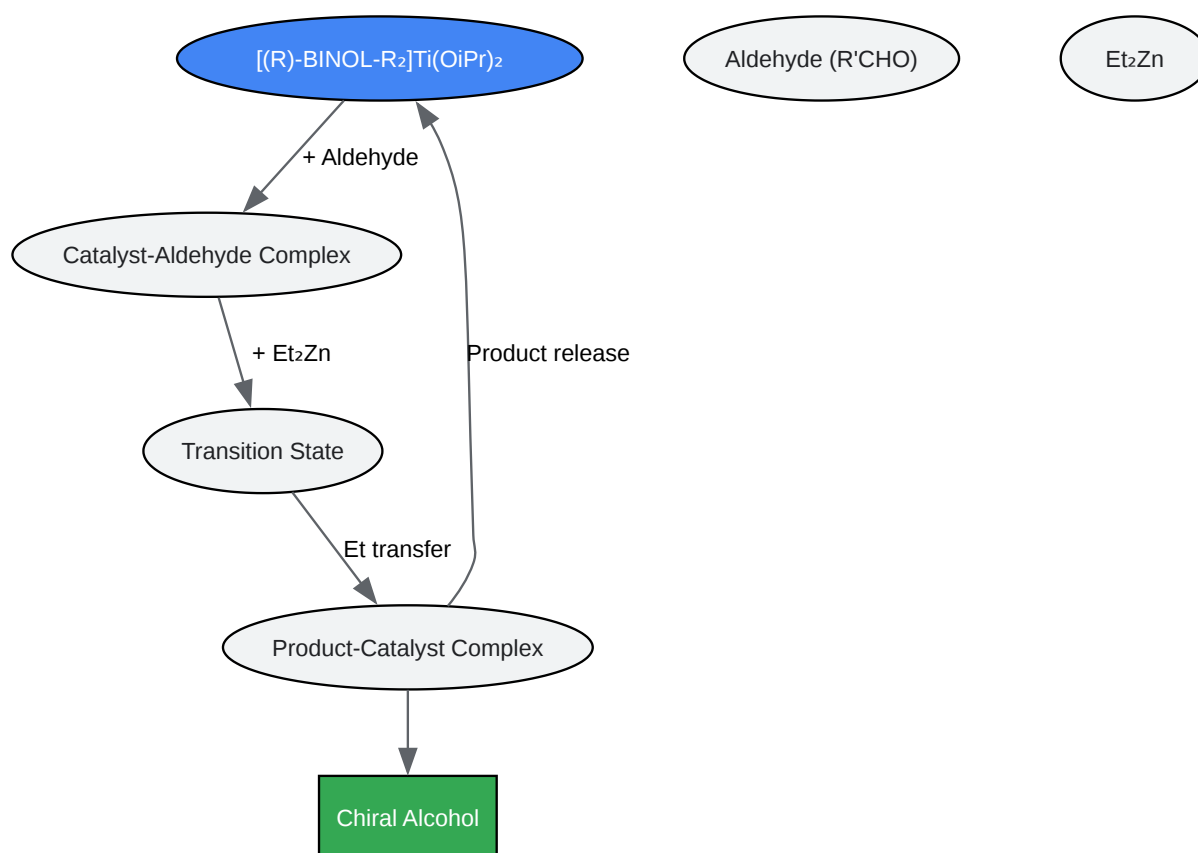 [(R)-BINOL-R₂]Ti(OiPr)₂
Aldehyde (R'CHO)
Et₂Zn
+ Aldehyde
Catalyst-Aldehyde Complex
+ Et₂Zn
Product release
Transition State
Et transfer
Product-Catalyst Complex
Chiral Alcohol